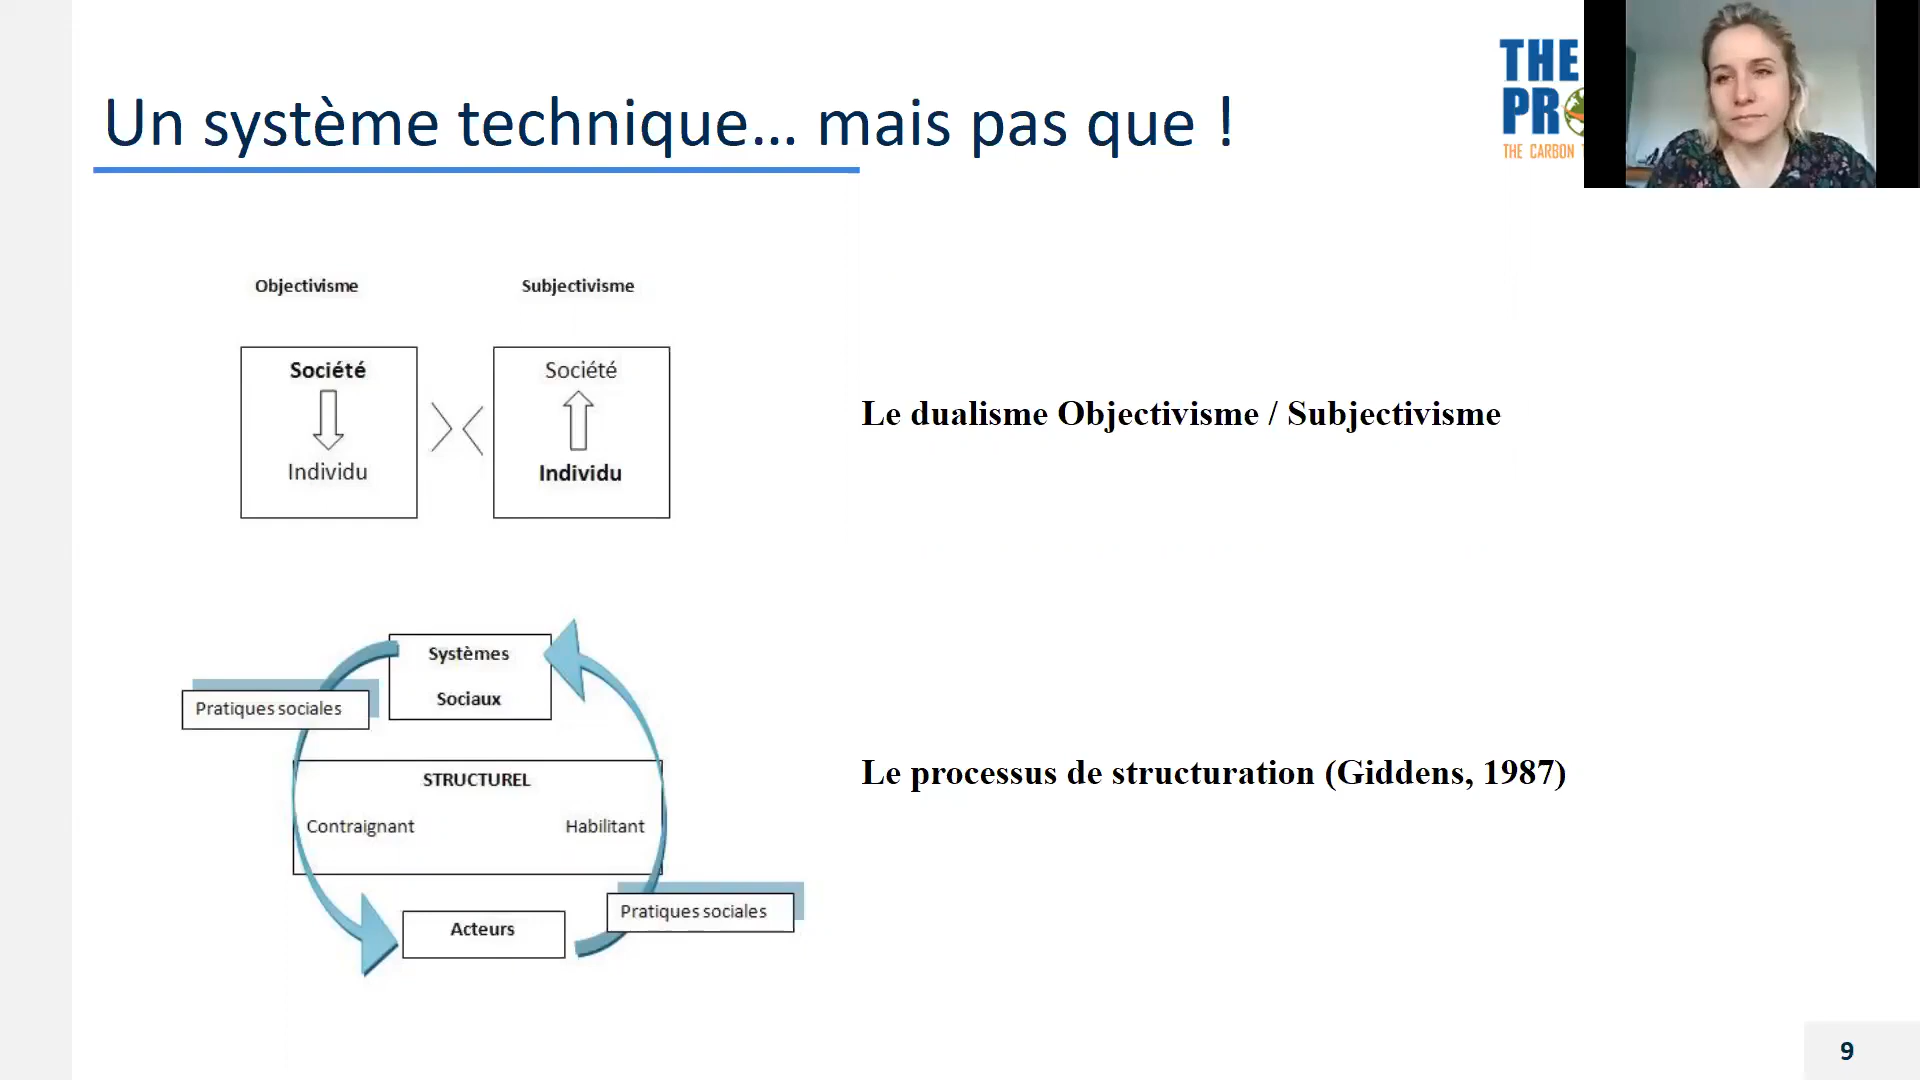 Un système technique... mais pas que !
THE
PR
THE CARBON
Objectivisme
Subjectivisme
Société
Individu
Société
Individu
Le dualisme Objectivisme / Subjectivisme
Systèmes
Sociaux
Pratiques sociales
STRUCTUREL
Contraignant
Habilitant
Pratiques sociales
Acteurs
Le processus de structuration (Giddens, 1987)
9